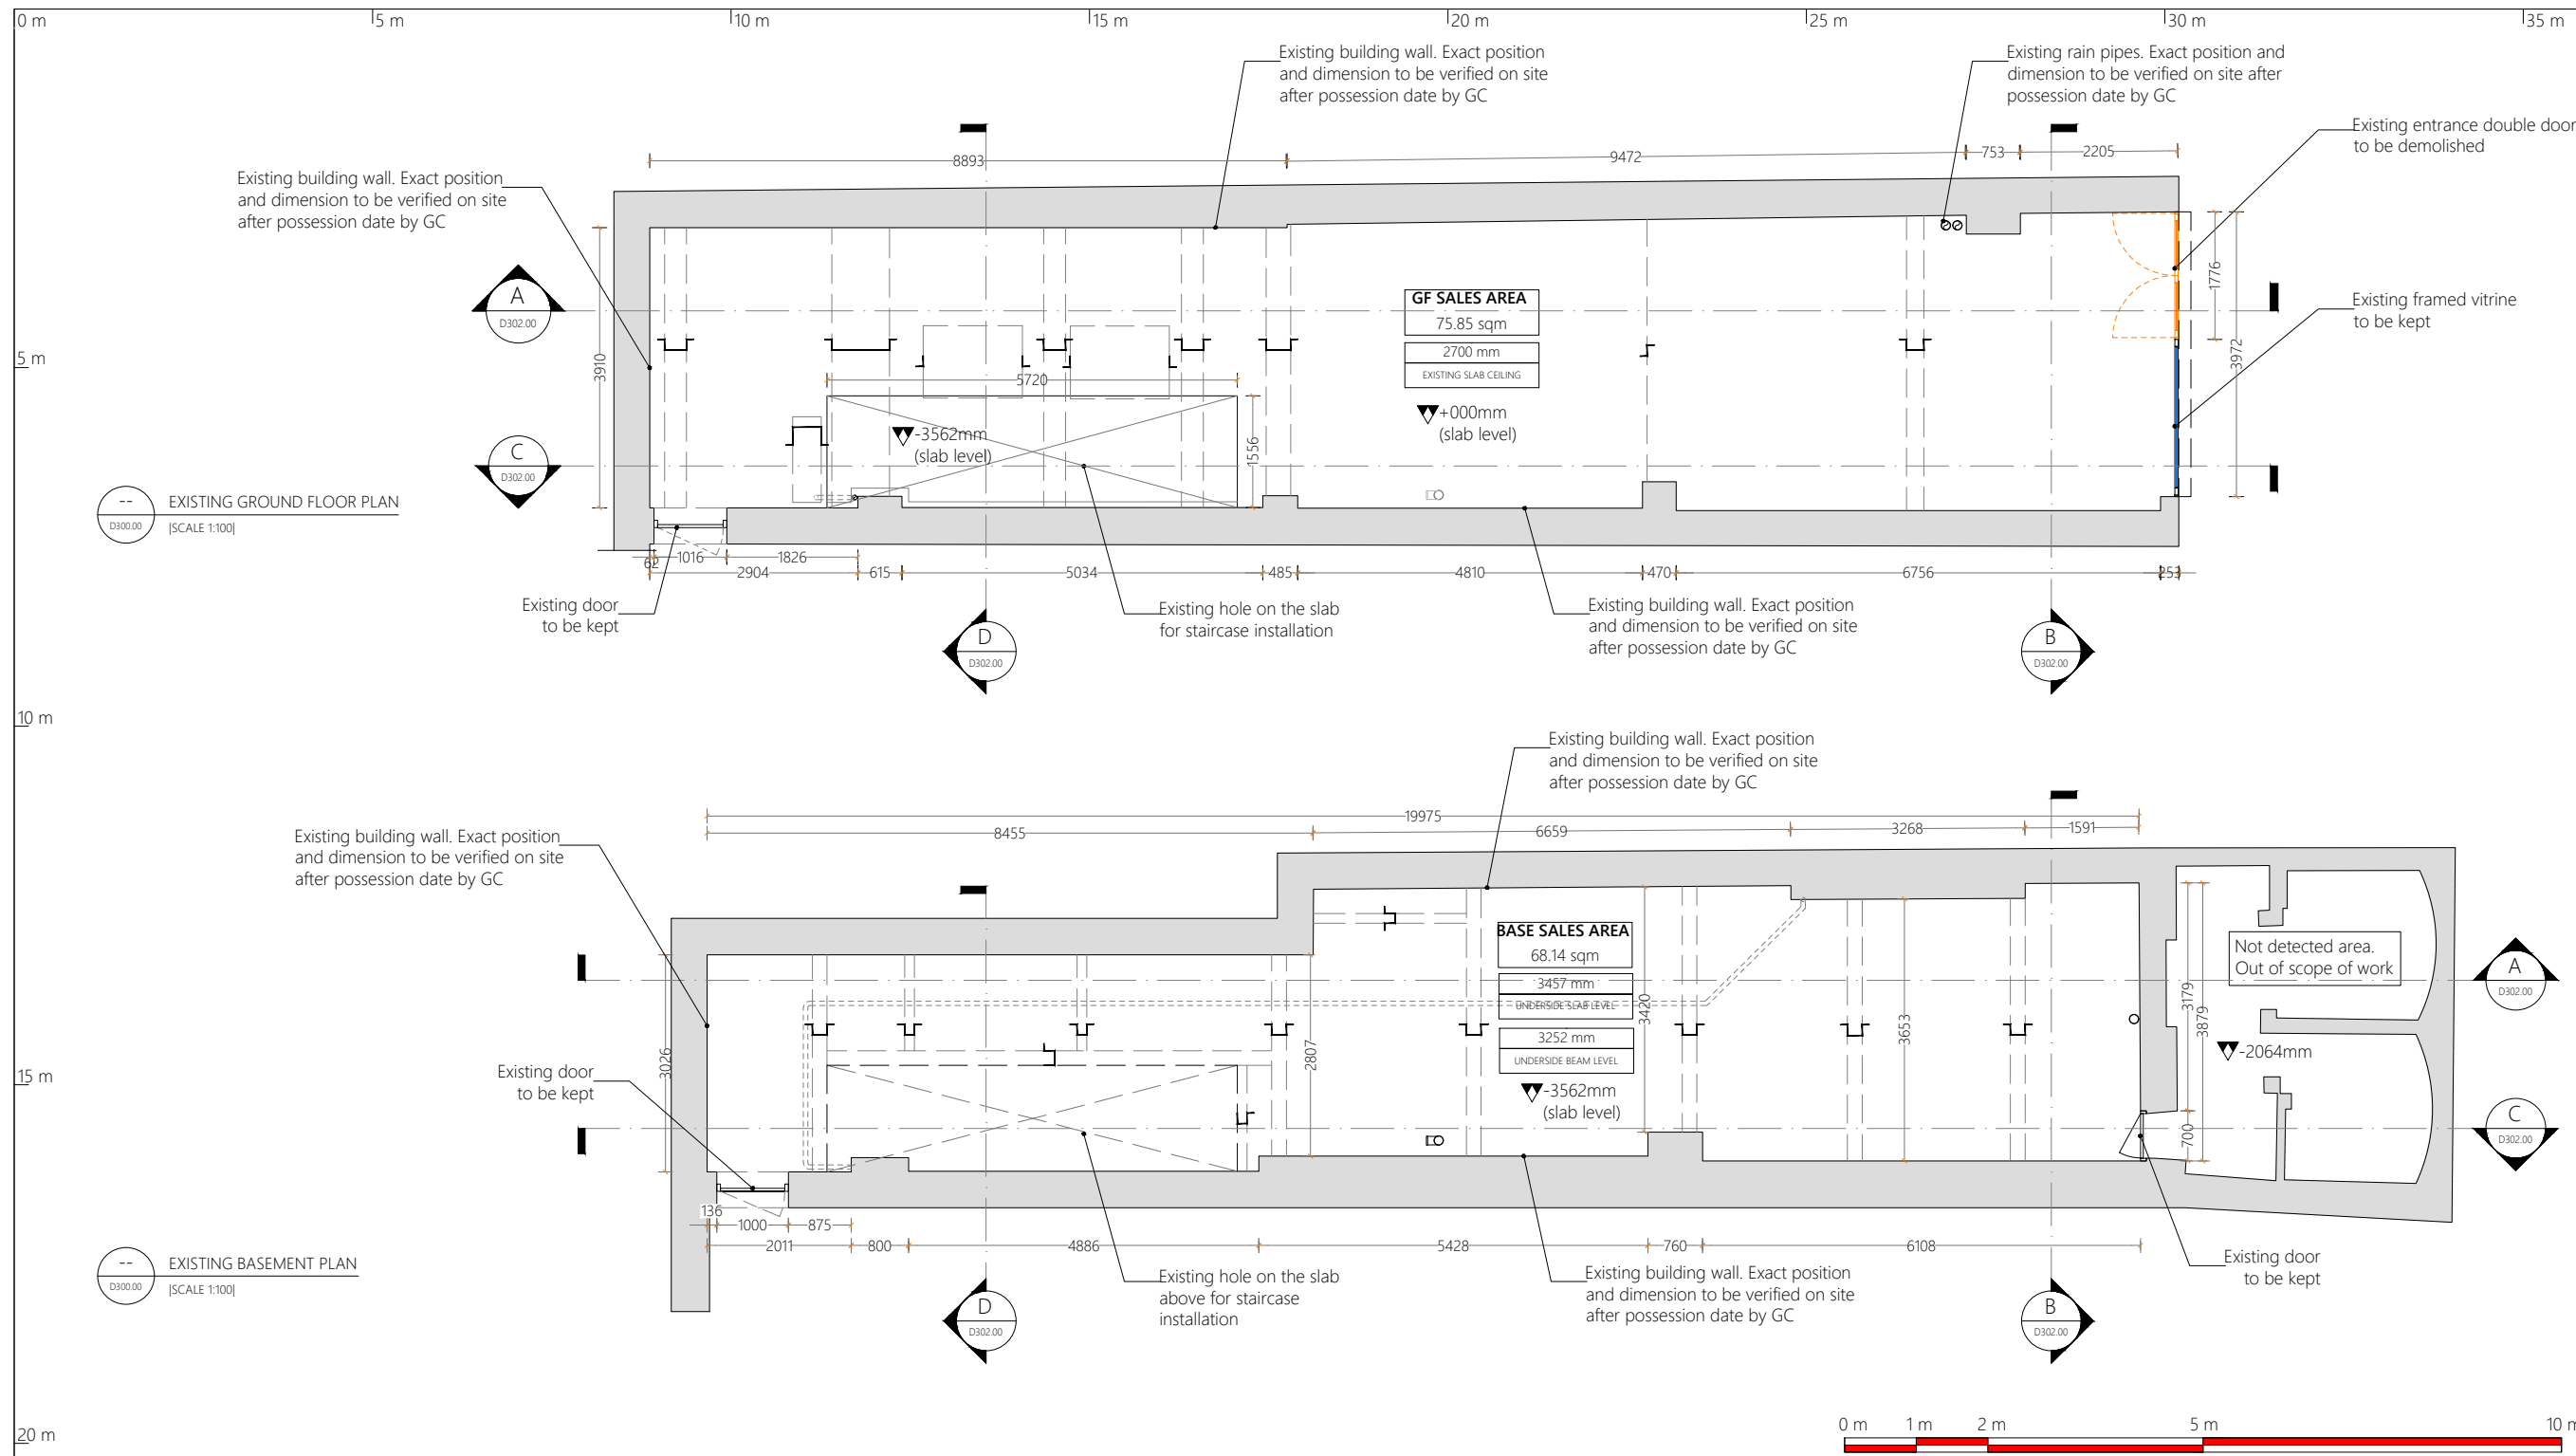 0 m
5 m
10 m
15 m
20 m
25 m
30 m
35 m
Existing building wall. Exact position
and dimension to be verified on site
after possession date by GC
Existing rain pipes. Exact position and
dimension to be verified on site after
possession date by GC
Existing entrance double door
to be demolished
8893
9472
753
2205
Existing building wall. Exact position
and dimension to be verified on site
after possession date by GC
A
D302.00
GF SALES AREA
75.85 sqm
2700 mm
EXISTING SLAB CEILING
1776
3972
Existing framed vitrine
to be kept
5 m
3910
5720
+000mm
(slab level)
-3562mm
(slab level)
1556
C
D302.00
--
D300.00
EXISTING GROUND FLOOR PLAN
|SCALE 1:100|
62
1016
1826
2904
615
5034
485
4810
470
6756
253
Existing door
to be kept
Existing hole on the slab
for staircase installation
Existing building wall. Exact position
and dimension to be verified on site
after possession date by GC
D
D302.00
B
D302.00
10 m
Existing building wall. Exact position
and dimension to be verified on site
after possession date by GC
19975
8455
6659
3268
1591
Existing building wall. Exact position
and dimension to be verified on site
after possession date by GC
BASE SALES AREA
68.14 sqm
3457 mm
UNDERSIDE SLAB LEVEL
3252 mm
UNDERSIDE BEAM LEVEL
-3562mm
(slab level)
Not detected area.
Out of scope of work
A
D302.00
3420
3653
3179
3879
-2064mm
3026
2807
700
15 m
Existing door
to be kept
C
D302.00
136
1000
875
2011
800
4886
5428
760
6108
--
D300.00
EXISTING BASEMENT PLAN
|SCALE 1:100|
Existing hole on the slab
above for staircase
installation
Existing building wall. Exact position
and dimension to be verified on site
after possession date by GC
Existing door
to be kept
D
D302.00
B
D302.00
20 m
0 m
1 m
2 m
5 m
10 m